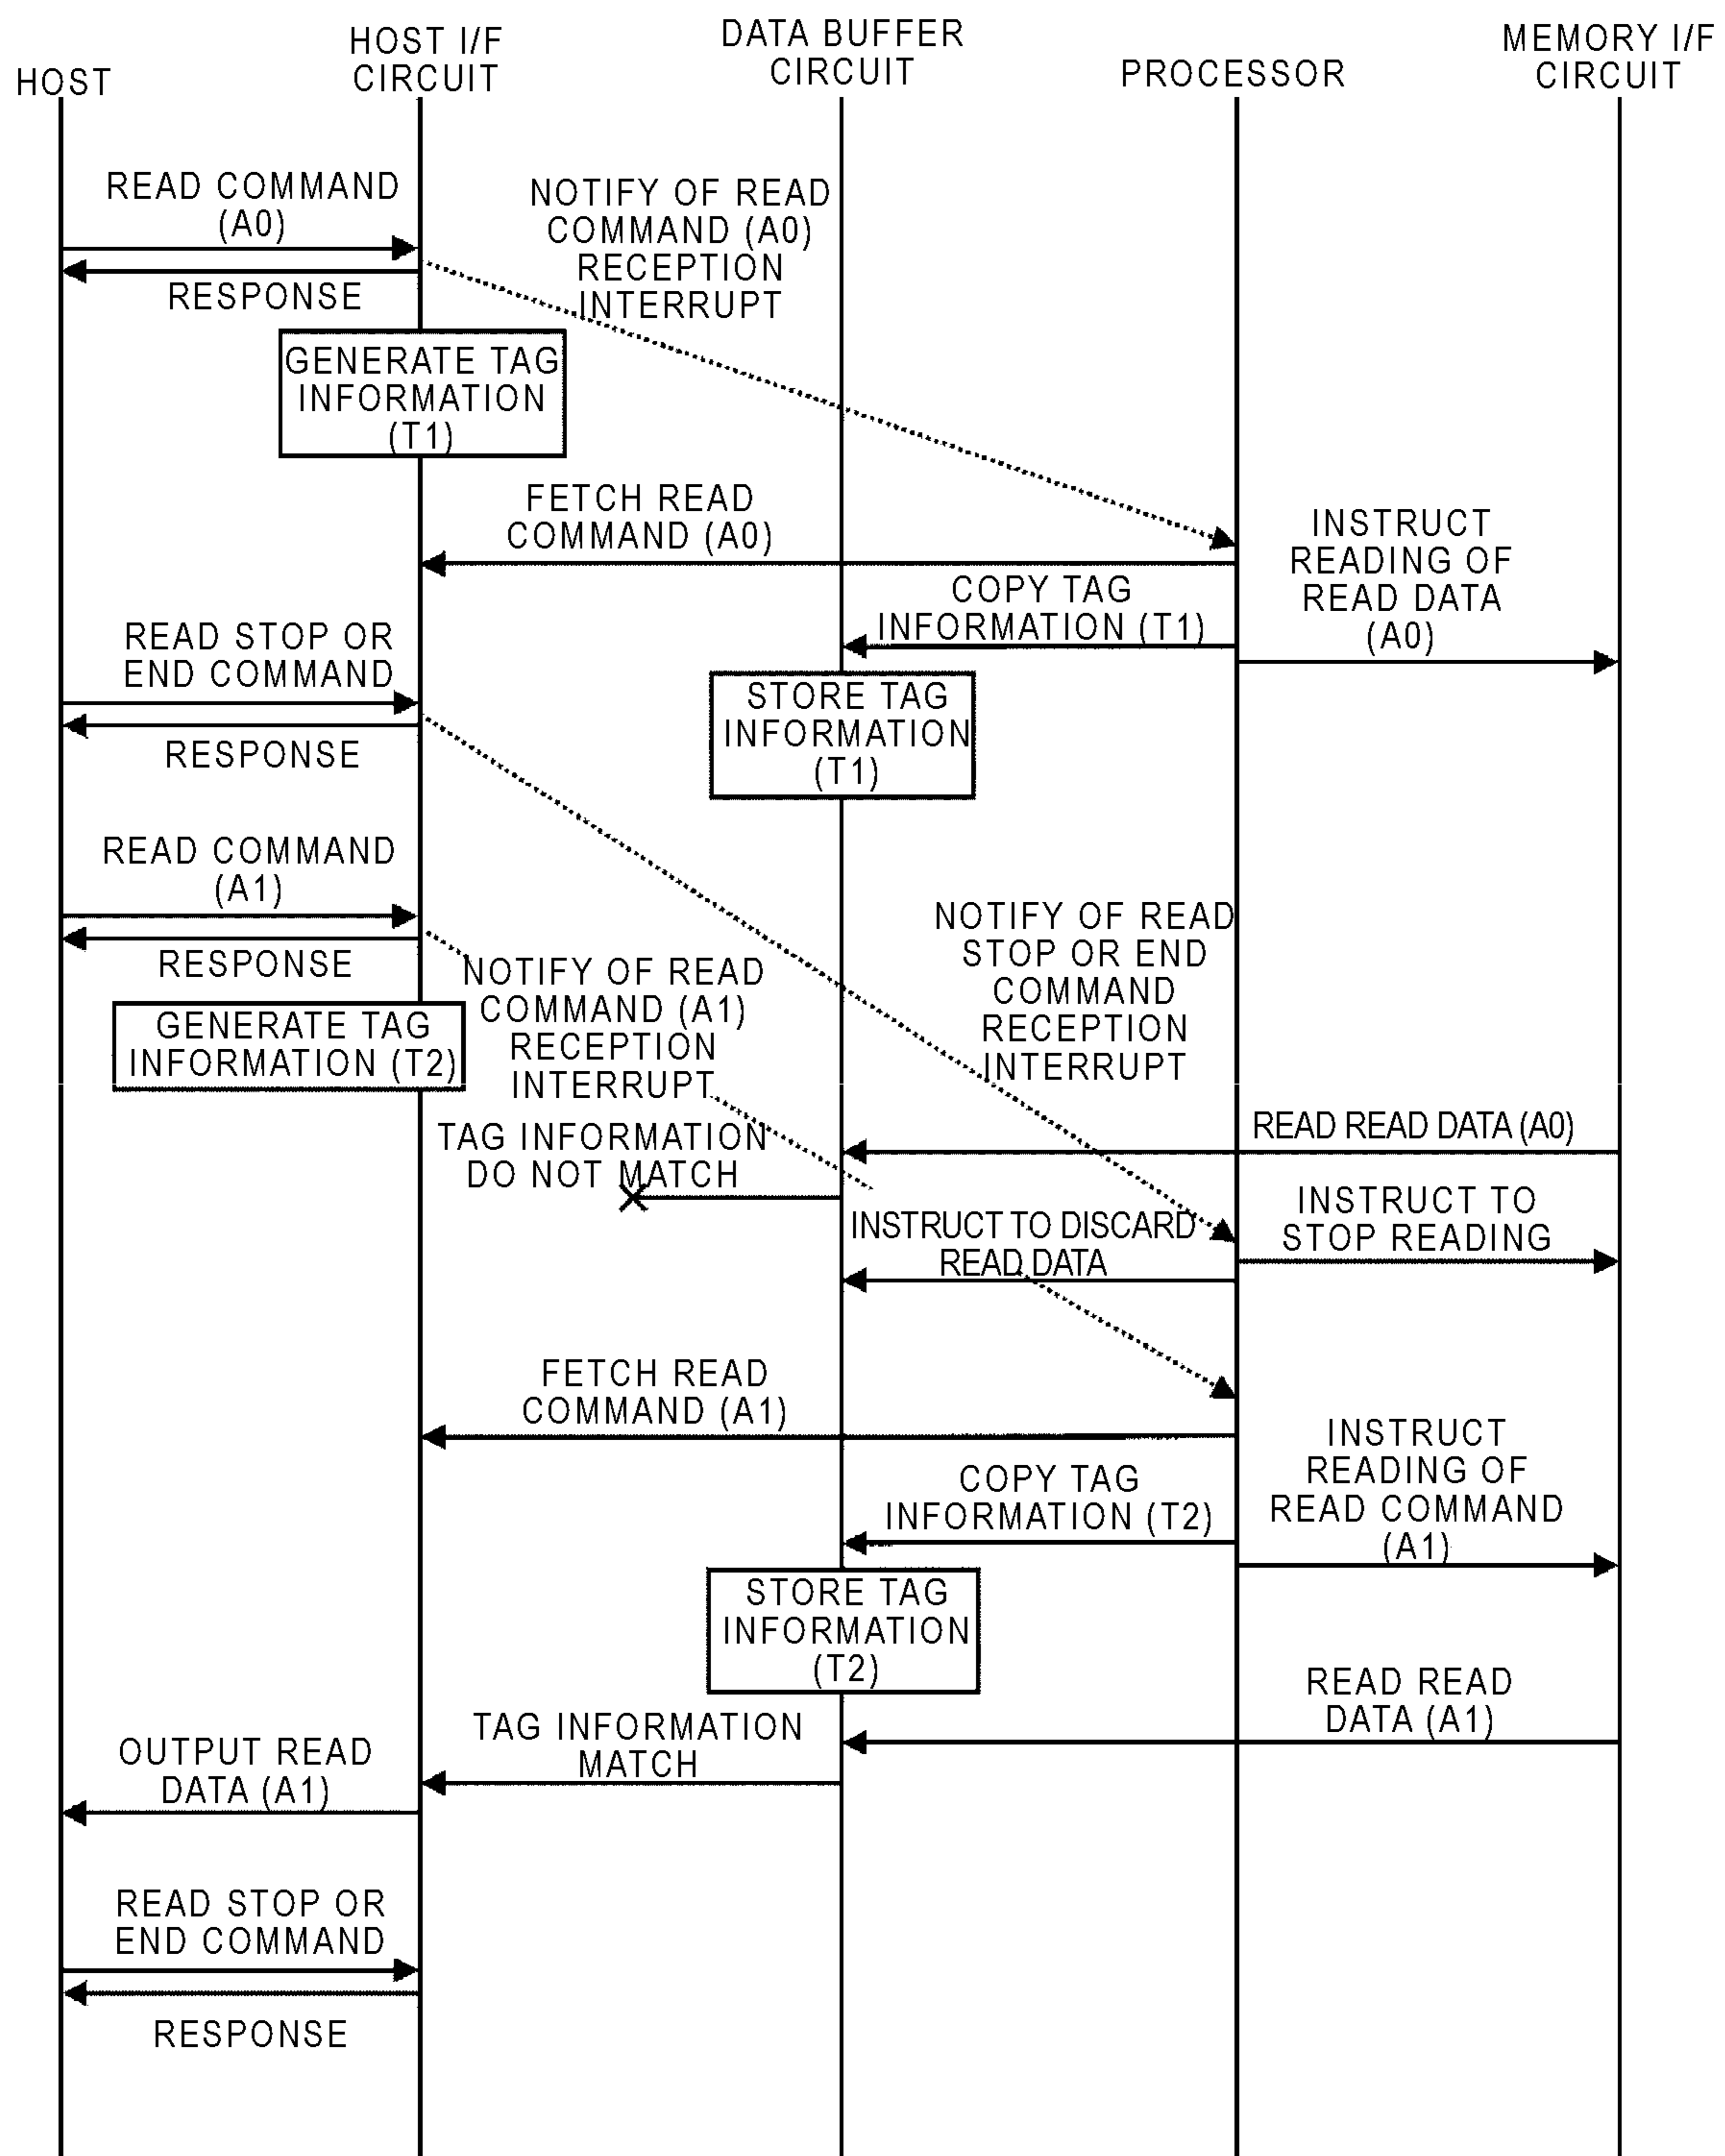 HOST
HOST I/F
CIRCUIT
DATA BUFFER
CIRCUIT
PROCESSOR
MEMORY I/F
CIRCUIT
READ COMMAND
(A0)
RESPONSE
NOTIFY OF READ
COMMAND (A0)
RECEPTION
INTERRUPT
GENERATE TAG
INFORMATION
(T1)
FETCH READ
COMMAND (A0)
INSTRUCT
READING OF
READ DATA
(A0)
COPY TAG
INFORMATION (T1)
READ STOP OR
END COMMAND
RESPONSE
STORE TAG
INFORMATION
(T1)
READ COMMAND
(A1)
RESPONSE
NOTIFY OF READ
STOP OR END
COMMAND
RECEPTION
INTERRUPT
NOTIFY OF READ
COMMAND (A1)
RECEPTION
INTERRUPT
GENERATE TAG
INFORMATION (T2)
READ READ DATA (A0)
TAG INFORMATION
DO NOT MATCH
INSTRUCT TO
STOP READING
INSTRUCT TO DISCARD
READ DATA
FETCH READ
COMMAND (A1)
INSTRUCT
READING OF
READ COMMAND
(A1)
COPY TAG
INFORMATION (T2)
STORE TAG
INFORMATION
(T2)
READ READ
DATA (A1)
TAG INFORMATION
MATCH
OUTPUT READ
DATA (A1)
READ STOP OR
END COMMAND
RESPONSE